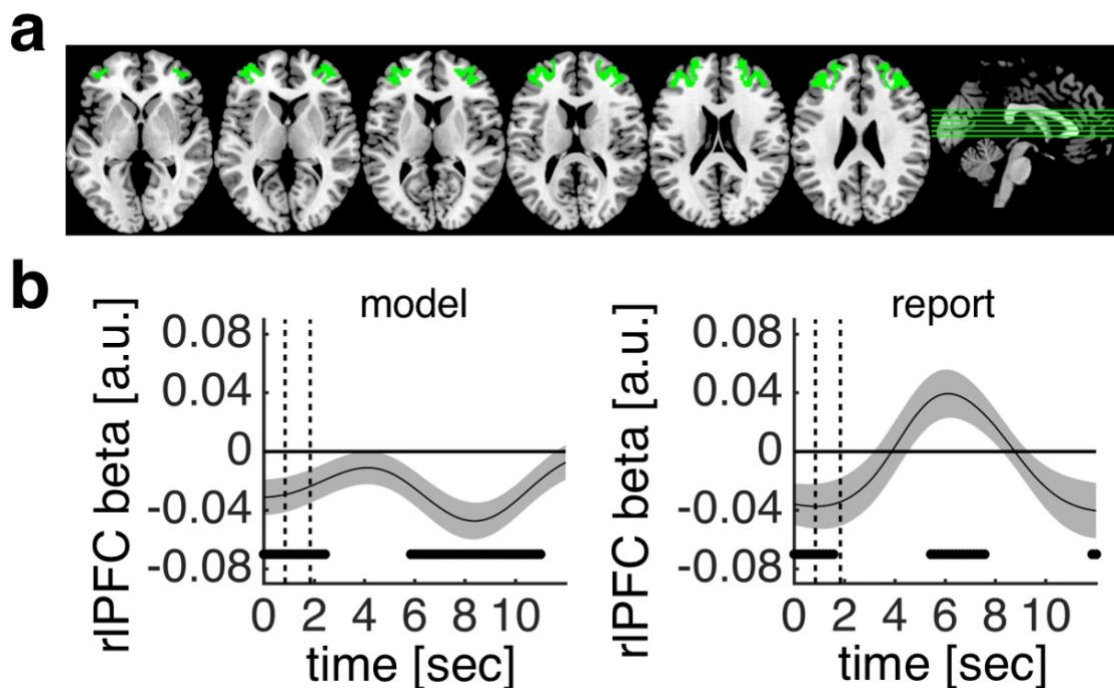 a
b
model
rlPFC beta [a.u.]
0.08
0.04
0
-0.04
-0.08
0 2 4 6 8 10
time [sec]
report
rlPFC beta [a.u.]
0.08
0.04
0
-0.04
-0.08
0 2 4 6 8 10
time [sec]